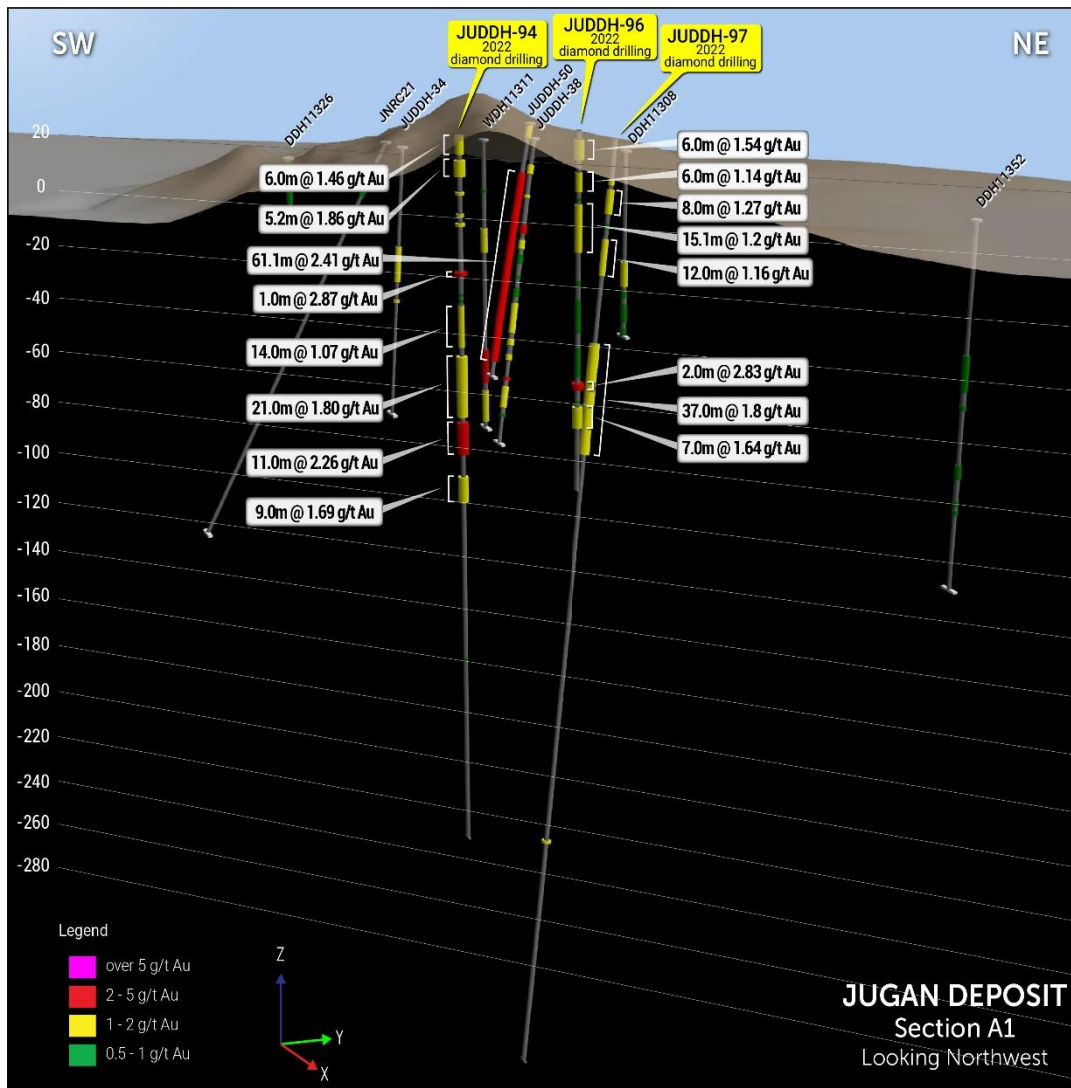 SW
NE
JUDDH-94
2022
diamond drilling
JUDDH-96
2022
diamond drilling
JUDDH-97
2022
diamond drilling
DDH11326
JNRC21
JUDDH-34
WDH11311
JUDDH-50
JUDDH-38
DDH11308
DDH11352
20
0
-20
-40
-60
-80
-100
-120
-140
-160
-180
-200
-220
-240
-260
-280
6.0m @ 1.46 g/t Au
5.2m @ 1.86 g/t Au
61.1m @ 2.41 g/t Au
1.0m @ 2.87 g/t Au
14.0m @ 1.07 g/t Au
21.0m @ 1.80 g/t Au
11.0m @ 2.26 g/t Au
9.0m @ 1.69 g/t Au
6.0m @ 1.54 g/t Au
6.0m @ 1.14 g/t Au
8.0m @ 1.27 g/t Au
15.1m @ 1.2 g/t Au
12.0m @ 1.16 g/t Au
2.0m @ 2.83 g/t Au
37.0m @ 1.8 g/t Au
7.0m @ 1.64 g/t Au
Legend
over 5 g/t Au
2 - 5 g/t Au
1 - 2 g/t Au
0.5 - 1 g/t Au
Z
Y
X
JUGAN DEPOSIT
Section A1
Looking Northwest